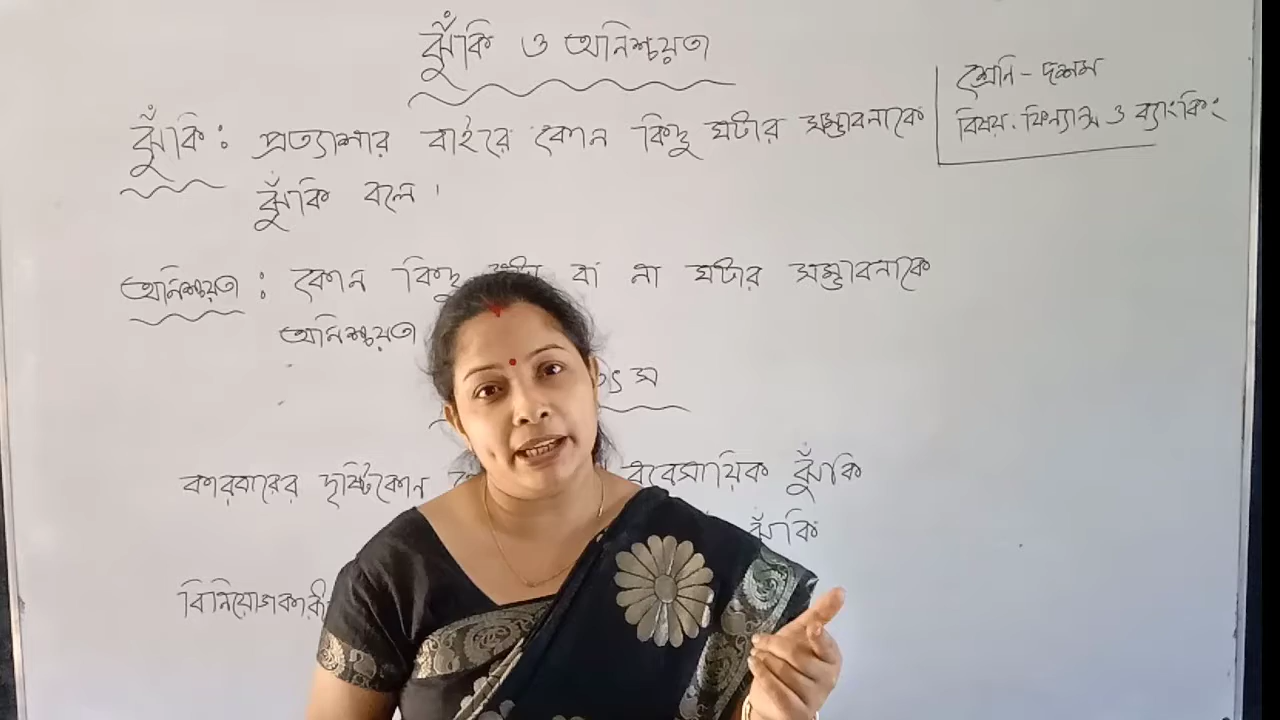 ঝুঁকি ও অনিশ্চয়তা
শ্রেনি - দশম
বিষয়. ফিন্যান্স ও ব্যাংকিং
ঝুঁকি : প্রত্যাশার বাইরে কোন কিছু ঘটার সম্ভাবনাকে
ঝুঁকি বলে ।
অনিশ্চয়তা : কোন কিছু ঘটা বা না ঘটার সম্ভাবনাকে
অনিশ্চয়তা
কারবারের দৃষ্টিকোন ব্যবসায়িক ঝুঁকি
ঝুঁকি
বিনিয়োগকারী